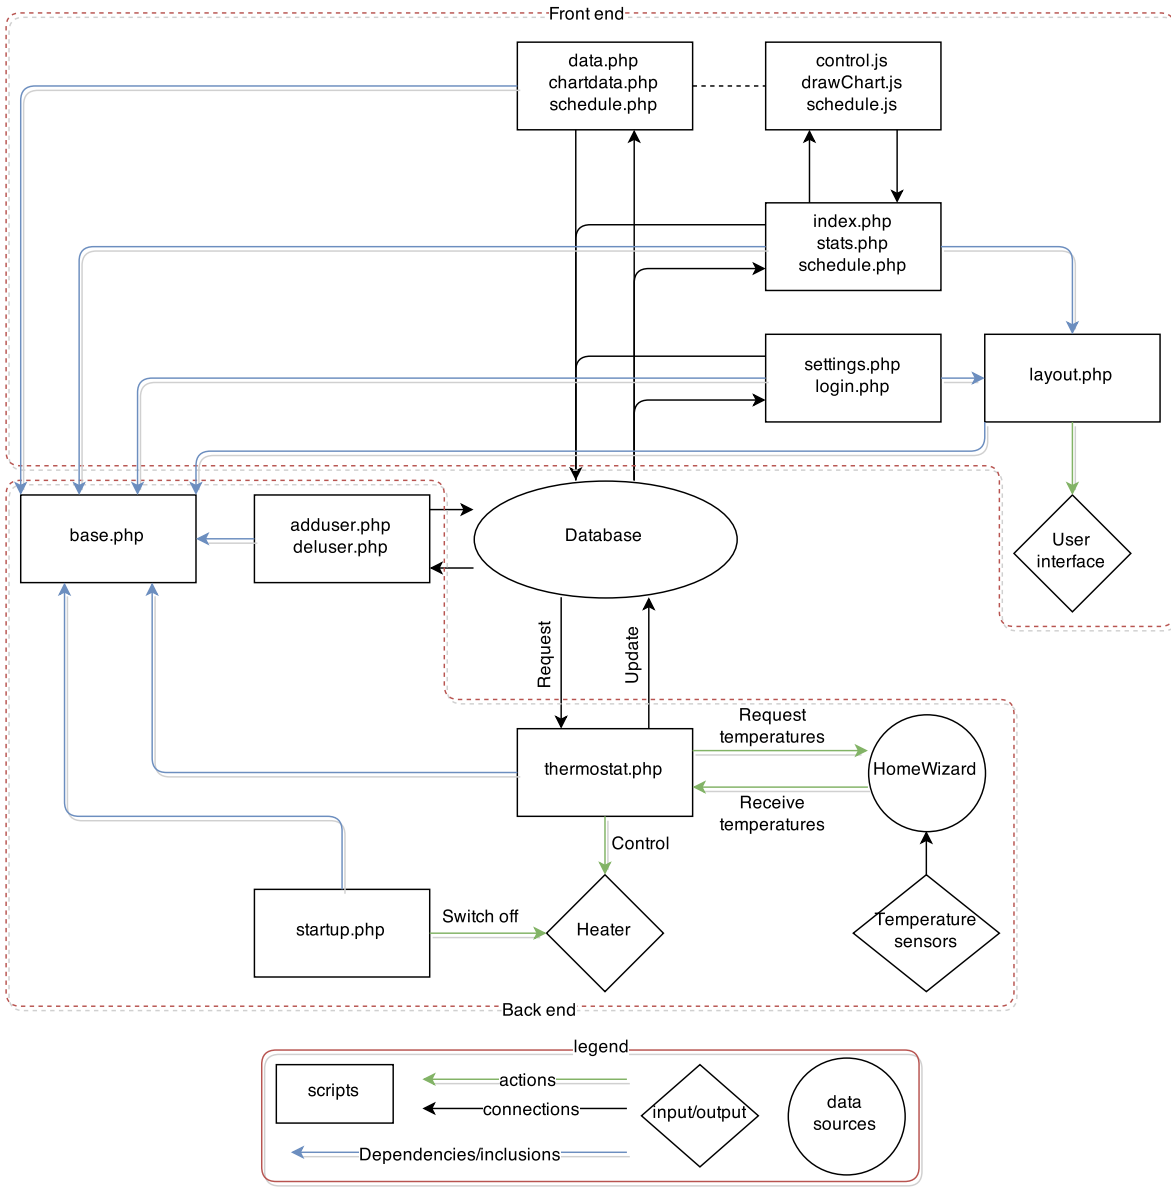 Front end
data.php
chartdata.php
schedule.php
control.js
drawChart.js
schedule.js
index.php
stats.php
schedule.php
settings.php
login.php
layout.php
base.php
adduser.php
deluser.php
Database
User
interface
Request
Update
Request
temperatures
thermostat.php
HomeWizard
Receive
temperatures
Control
startup.php
Switch off
Heater
Temperature
sensors
Back end
legend
scripts
actions
connections
Dependencies/inclusions
input/output
data
sources